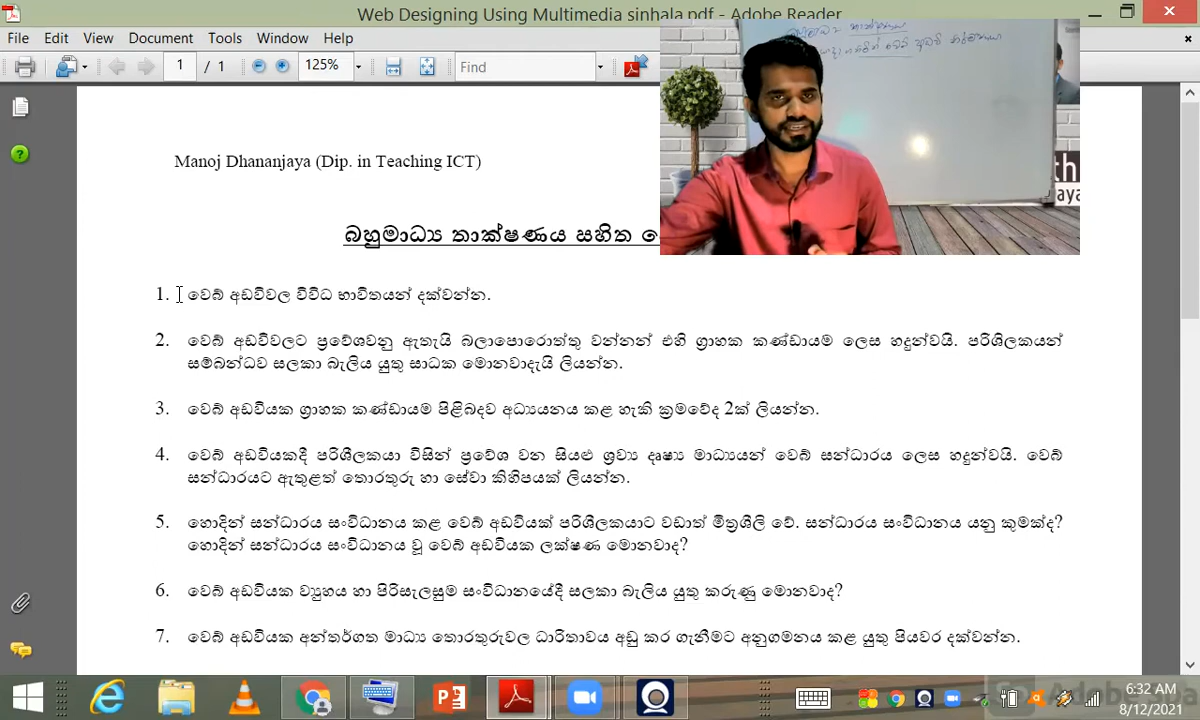 Web Designing Using Multimedia sinhala.pdf - Adobe Reader
File Edit View Document Tools Window Help
1 / 1 125% Find
Manoj Dhananjaya (Dip. in Teaching ICT)
බහුමාධ්‍ය තාක්ෂණය සහිත
1. වෙබ් අඩවිවල විවිධ භාවිතයන් දක්වන්න.
2. වෙබ් අඩවිවලට ප්‍රවේශවනු ඇතැයි බලාපොරොත්තු වන්නන් එහි ග්‍රාහක කණ්ඩායම ලෙස හඳුන්වයි. පරිශීලකයන්
සම්බන්ධව සලකා බැලිය යුතු සාධක මොනවාදැයි ලියන්න.
3. වෙබ් අඩවියක ග්‍රාහක කණ්ඩායම පිළිබදව අධ්‍යයනය කළ හැකි ක්‍රමවේද 2ක් ලියන්න.
4. වෙබ් අඩවියකදී පරිශීලකයා විසින් ප්‍රවේශ වන සියළු ශ්‍රව්‍ය දෘෂ්‍ය මාධ්‍යයන් වෙබ් සන්ධාරය ලෙස හඳුන්වයි. වෙබ්
සන්ධාරයට ඇතුළත් තොරතුරු හා සේවා කිහිපයක් ලියන්න.
5. හොදින් සන්ධාරය සංවිධානය කළ වෙබ් අඩවියක් පරිශීලකයාට වඩාත් මිත්‍රශීලි වේ. සන්ධාරය සංවිධානය යනු කුමක්ද?
හොදින් සන්ධාරය සංවිධානය වූ වෙබ් අඩවියක ලක්ෂණ මොනවාද?
6. වෙබ් අඩවියක ව්‍යුහය හා පිරිසැලසුම සංවිධානයේදී සලකා බැලිය යුතු කරුණු මොනවාද?
7. වෙබ් අඩවියක අන්තර්ගත මාධ්‍ය තොරතුරුවල ධාරිතාවය අඩු කර ගැනීමට අනුගමනය කළ යුතු පියවර දක්වන්න.
6:32 AM
8/12/2021